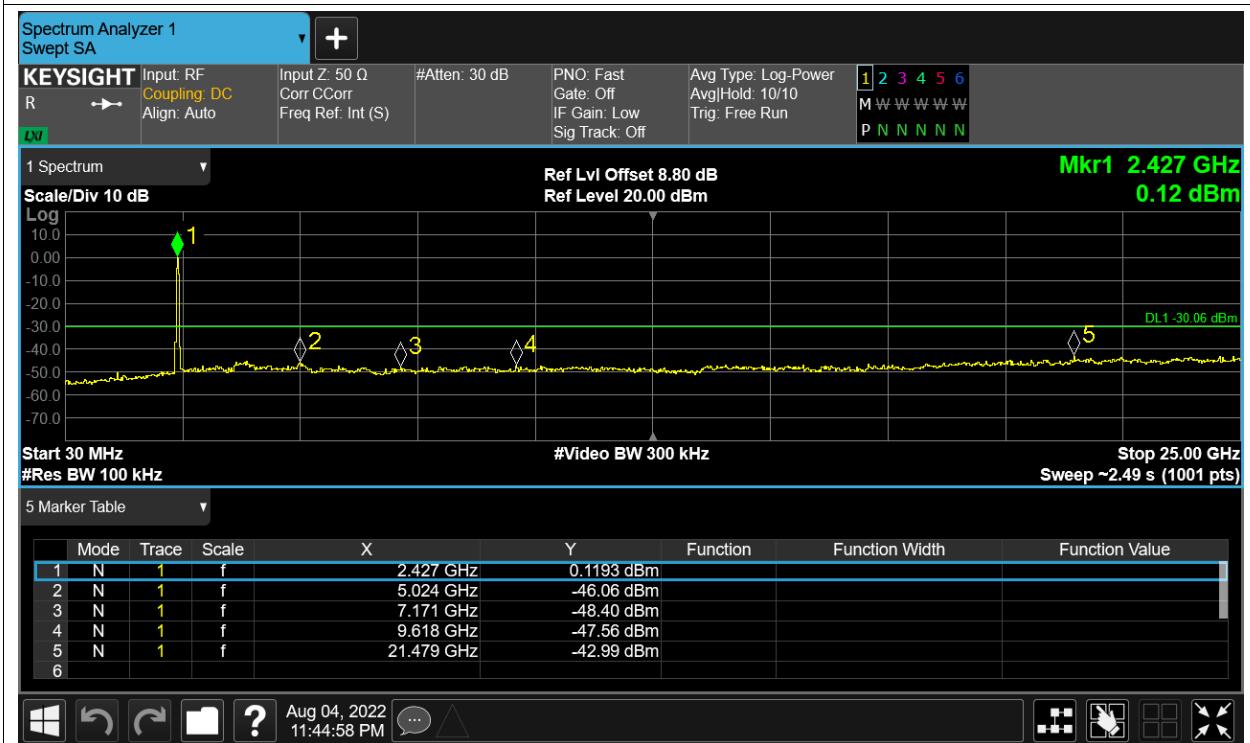 Spectrum Analyzer 1
Swept SA
KEYSIGHT
R
LXI
Input: RF
Coupling: DC
Align: Auto
Input Z: 50 Ω
Corr CCorr
Freq Ref: Int (S)
#Atten: 30 dB
PNO: Fast
Gate: Off
IF Gain: Low
Sig Track: Off
Avg Type: Log-Power
Avg|Hold: 10/10
Trig: Free Run
1 2 3 4 5 6
M W W W W W
P N N N N N
1 Spectrum
Scale/Div 10 dB
Ref Lvl Offset 8.80 dB
Ref Level 20.00 dBm
Mkr1 2.427 GHz
0.12 dBm
Log
10.0
0.00
-10.0
-20.0
-30.0
-40.0
-50.0
-60.0
-70.0
1
2
3
4
5
DL1 -30.06 dBm
Start 30 MHz
#Res BW 100 kHz
#Video BW 300 kHz
Stop 25.00 GHz
Sweep ~2.49 s (1001 pts)
5 Marker Table
Mode Trace Scale X Y Function Function Width Function Value
1 N 1 f 2.427 GHz 0.1193 dBm
2 N 1 f 5.024 GHz -46.06 dBm
3 N 1 f 7.171 GHz -48.40 dBm
4 N 1 f 9.618 GHz -47.56 dBm
5 N 1 f 21.479 GHz -42.99 dBm
6
?
Aug 04, 2022
11:44:58 PM